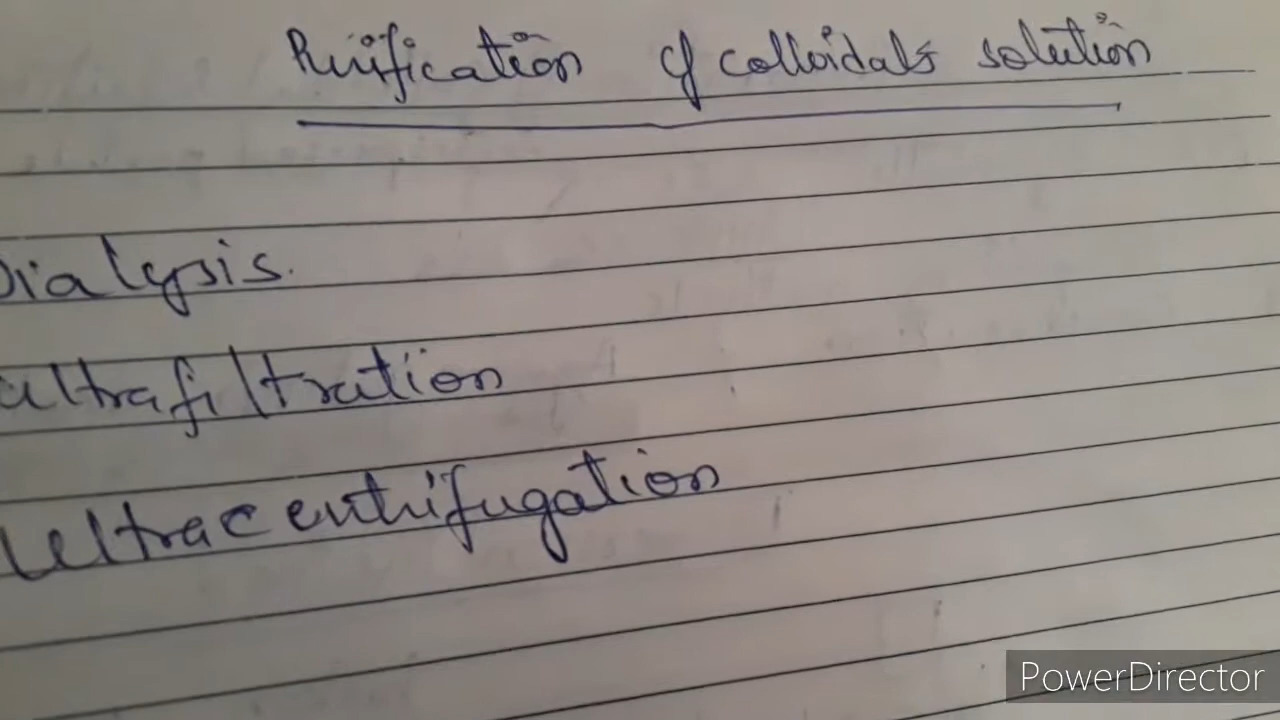 Purification of colloidals solution
Dialysis.
ultrafiltration
Ultracentrifugation
PowerDirector